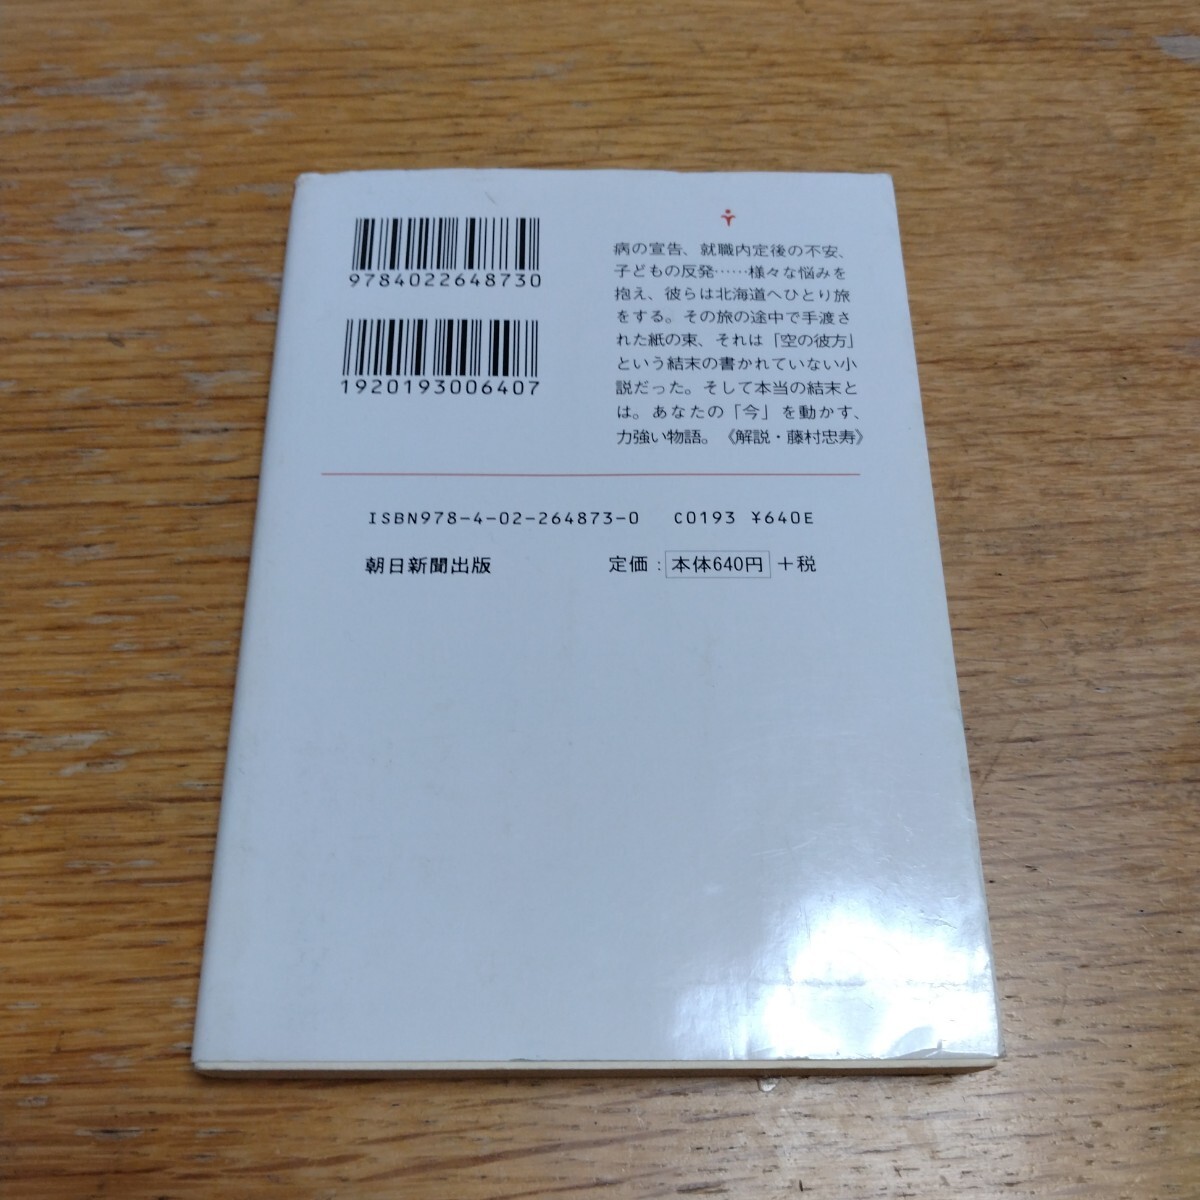 9784022648730
1920193006407
病の宣告、就職内定後の不安、
子どもの反発……様々な悩みを
抱え、彼らは北海道へひとり旅
をする。その旅の途中で手渡さ
れた紙の束、それは「空の彼方」
という結末の書かれていない小
説だった。そして本当の結末と
は。あなたの「今」を動かす、
力強い物語。《解説・藤村忠寿》
ISBN978-4-02-264873-0 C0193 ¥640E
朝日新聞出版 定価：本体640円＋税